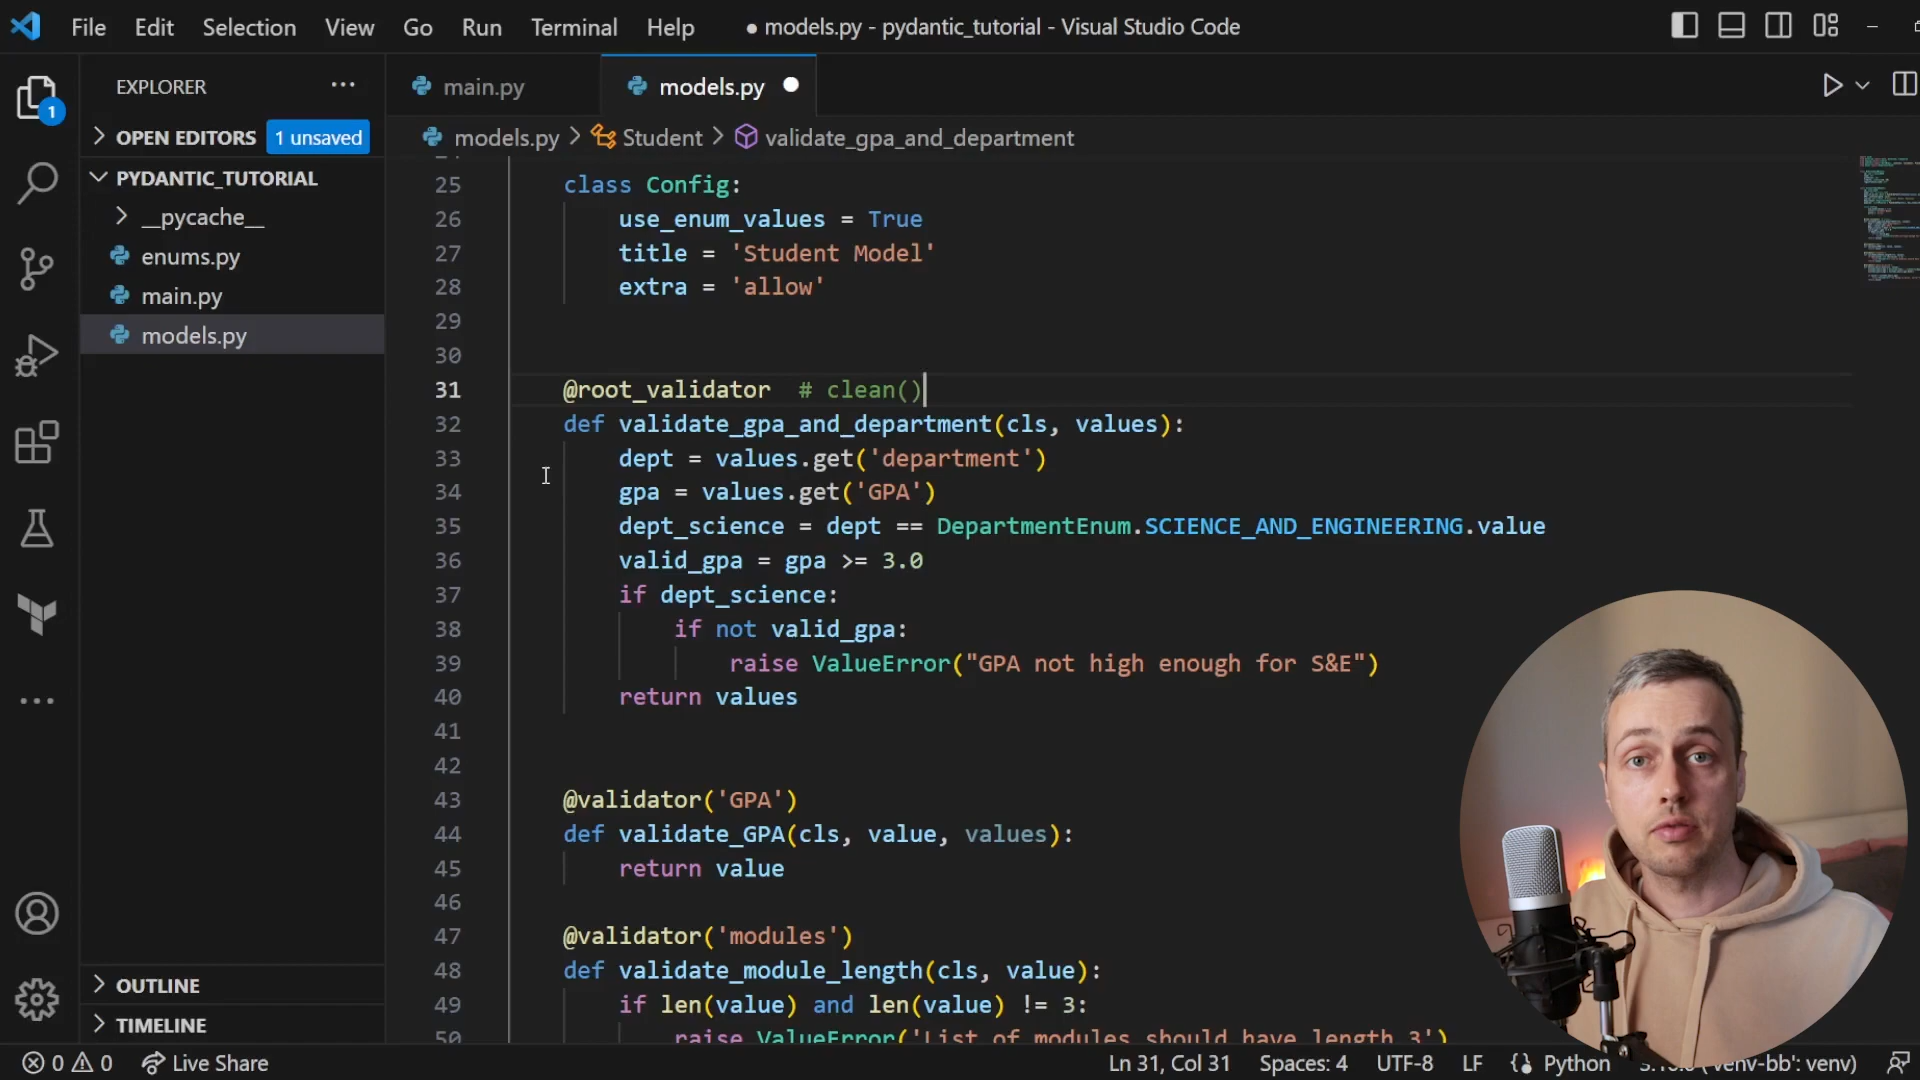 File Edit Selection View Go Run Terminal Help ● models.py - pydantic_tutorial - Visual Studio Code
EXPLORER ···
main.py
models.py
1
OPEN EDITORS 1 unsaved
models.py > Student > validate_gpa_and_department
PYDANTIC_TUTORIAL
__pycache__
enums.py
main.py
models.py
25 class Config:
26 use_enum_values = True
27 title = 'Student Model'
28 extra = 'allow'
29
30
31 @root_validator # clean()
32 def validate_gpa_and_department(cls, values):
33 dept = values.get('department')
34 gpa = values.get('GPA')
35 dept_science = dept == DepartmentEnum.SCIENCE_AND_ENGINEERING.value
36 valid_gpa = gpa >= 3.0
37 if dept_science:
38 if not valid_gpa:
39 raise ValueError("GPA not high enough for S&E")
40 return values
41
42
43 @validator('GPA')
44 def validate_GPA(cls, value, values):
45 return value
46
47 @validator('modules')
48 def validate_module_length(cls, value):
49 if len(value) and len(value) != 3:
50 raise ValueError('List of modules should have length 3')
OUTLINE
TIMELINE
0 0 Live Share
Ln 31, Col 31 Spaces: 4 UTF-8 LF {} Python venv-bb': venv)